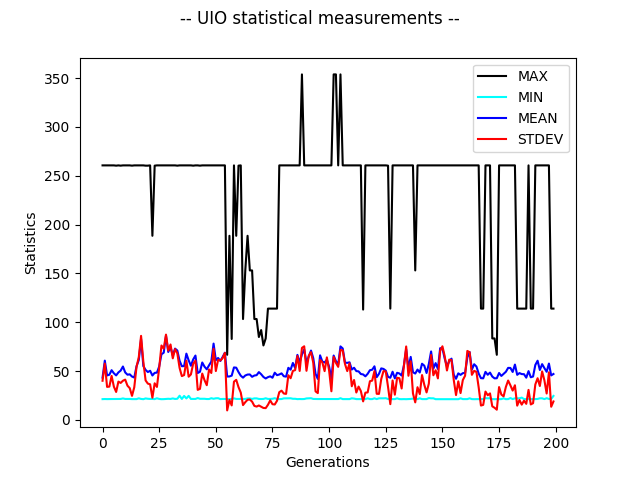 -- UIO statistical measurements --
350
300
250
200
150
100
50
0
Statistics
MAX
MIN
MEAN
STDEV
0 25 50 75 100 125 150 175 200
Generations